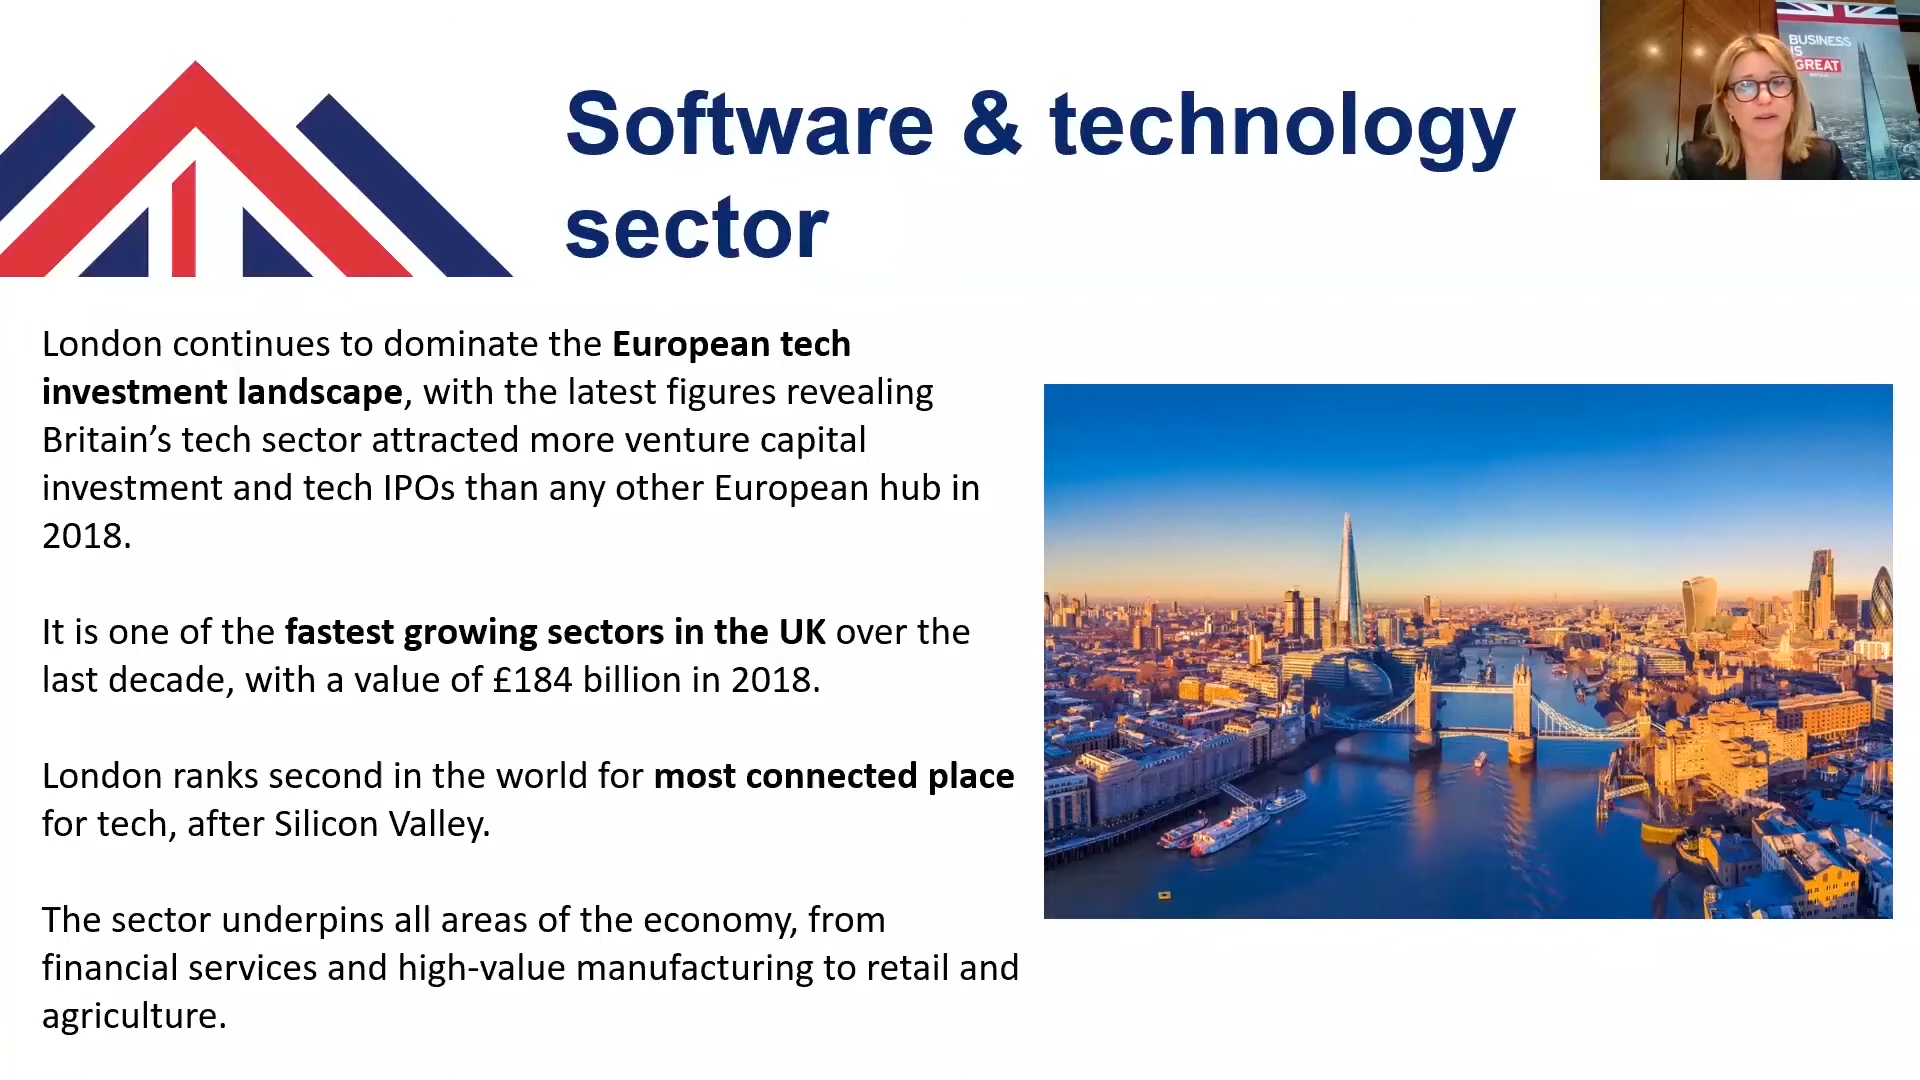 Software & technology
sector
BUSINESS
IS
GREAT
London continues to dominate the European tech
investment landscape, with the latest figures revealing
Britain’s tech sector attracted more venture capital
investment and tech IPOs than any other European hub in
2018.
It is one of the fastest growing sectors in the UK over the
last decade, with a value of £184 billion in 2018.
London ranks second in the world for most connected place
for tech, after Silicon Valley.
The sector underpins all areas of the economy, from
financial services and high-value manufacturing to retail and
agriculture.